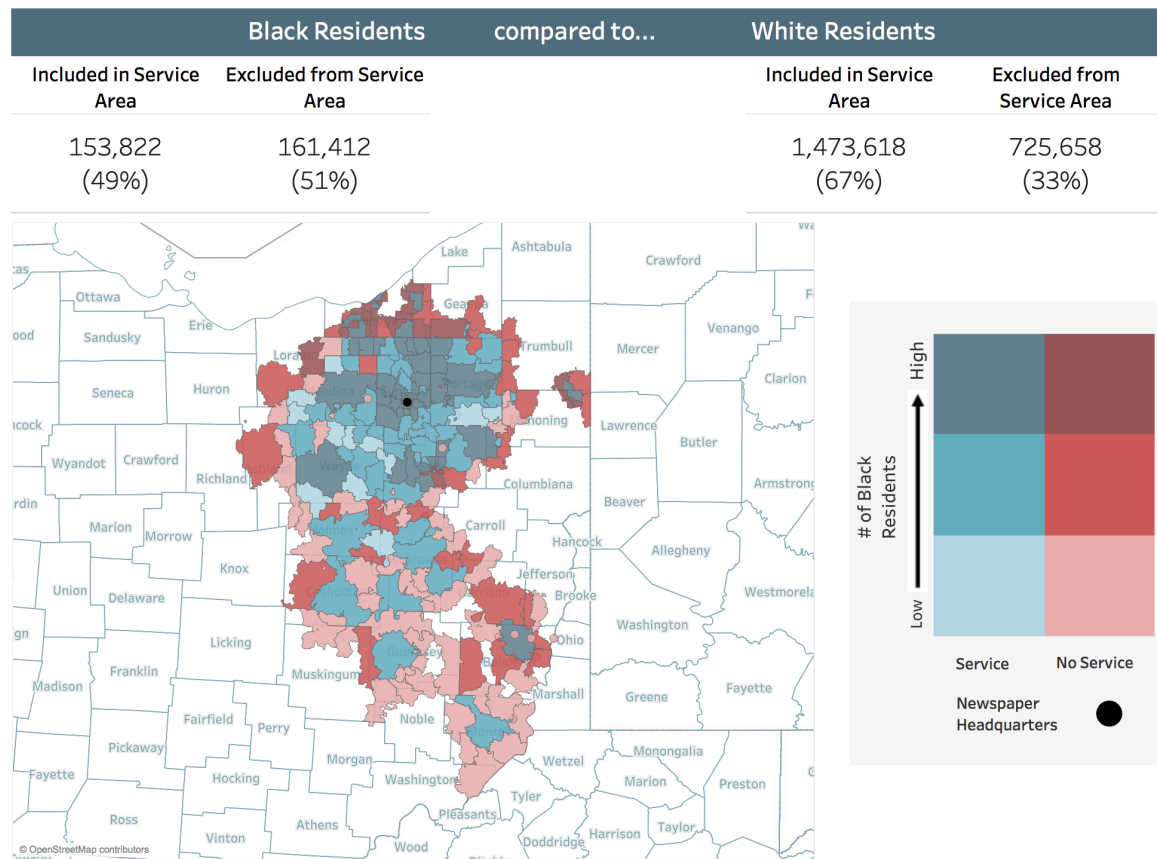 Black Residents compared to... White Residents
Included in Service Area
Excluded from Service Area
Included in Service Area
Excluded from Service Area
153,822 (49%)
161,412 (51%)
1,473,618 (67%)
725,658 (33%)
Lake
Ashtabula
Crawford
Ottawa
Erie
Sandusky
Venango
Trumbull
Mercer
Huron
Seneca
Clarion
Lawrence
Butler
Wyandot
Crawford
Richland
Columbiana
Beaver
Armstrong
Marion
Morrow
Carroll
Hancock
Allegheny
Knox
Jefferson
Union
Delaware
Brooke
Westmorela
Licking
Washington
Ohio
Franklin
Muskingum
Madison
Marshall
Greene
Fayette
Fairfield
Perry
Noble
Pickaway
Morgan
Wetzel
Monongalia
Fayette
Hocking
Washington
Marion
Preston
Tyler
Ross
Athens
Pleasants
Harrison
Taylor
Vinton
Wood
Doddridge
© OpenStreetMap contributors
# of Black Residents
High
Low
Service
No Service
Newspaper
Headquarters